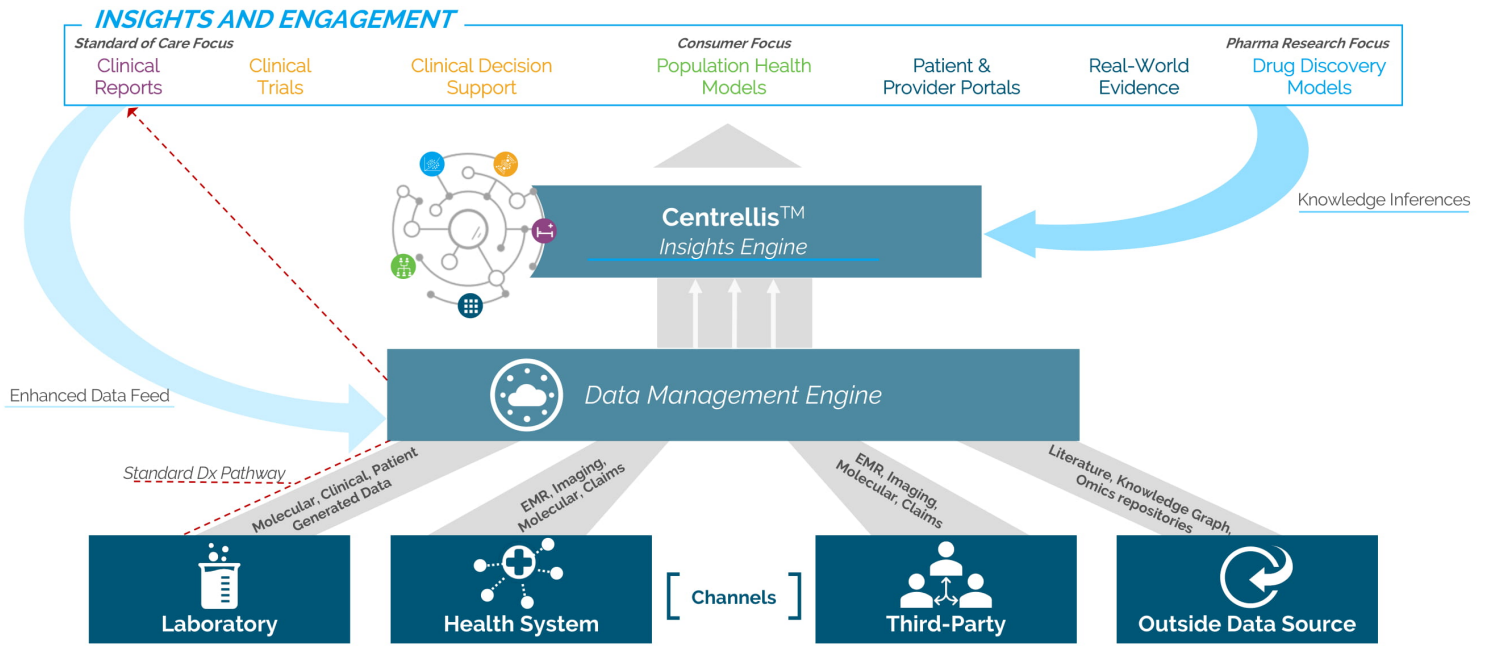 INSIGHTS AND ENGAGEMENT
Standard of Care Focus
Consumer Focus
Pharma Research Focus
Clinical
Reports
Clinical
Trials
Clinical Decision
Support
Population Health
Models
Patient &
Provider Portals
Real-World
Evidence
Drug Discovery
Models
Centrellis™
Insights Engine
Knowledge Inferences
Data Management Engine
Enhanced Data Feed
Standard Dx Pathway
Molecular, Clinical, Patient
Generated Data
EMR, Imaging,
Molecular, Claims
EMR, Imaging,
Molecular, Claims
Literature, Knowledge Graph,
Omics repositories
Laboratory
Health System
[ Channels ]
Third-Party
Outside Data Source